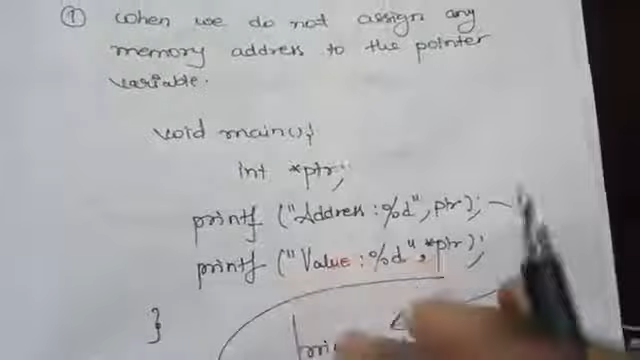 ① When we do not assign any
memory address to the pointer
variable.
void main(){
int *ptr;
printf ("Address :%d", ptr);
printf ("Value :%d", *ptr);
}